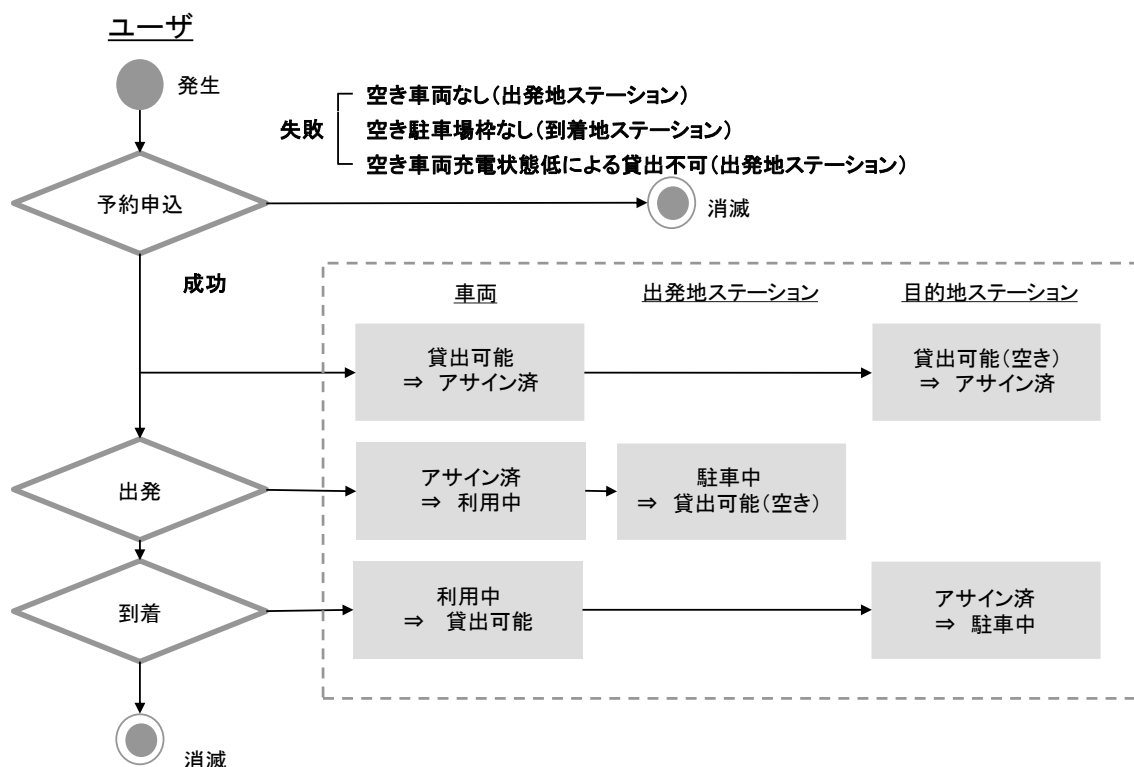 ユーザ
発生
空き車両なし(出発地ステーション)
失敗
空き駐車場枠なし(到着地ステーション)
空き車両充電状態低による貸出不可(出発地ステーション)
予約申込
消滅
成功
車両
出発地ステーション
目的地ステーション
貸出可能
⇒ アサイン済
貸出可能(空き)
⇒ アサイン済
出発
アサイン済
⇒ 利用中
駐車中
⇒ 貸出可能(空き)
到着
利用中
⇒ 貸出可能
アサイン済
⇒ 駐車中
消滅